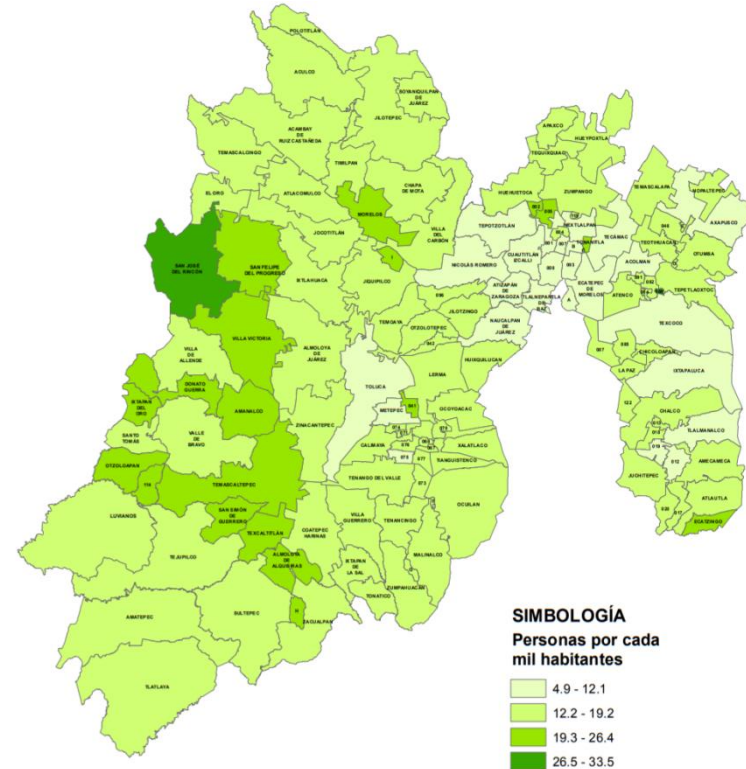 POLOTITLÁN
ACULCO
SOYANIQUILPAN
DE
JUÁREZ
JILOTEPEC
ACAMBAY
DE
RUIZ CASTAÑEDA
TEMASCALCINGO
TIMILPAN
CHAPA
DE MOTA
EL ORO
ATLACOMULCO
MORELOS
VILLA
DEL
CARBÓN
JOCOTITLÁN
SAN JOSÉ
DEL RINCÓN
SAN FELIPE
DEL PROGRESO
IXTLAHUACA
JIQUIPILCO
I
APAXCO
HUEYPOXTLA
TEQUIXQUIAC
HUEHUETOCA
ZUMPANGO
TEMASCALAPA
NOPALTEPEC
AXAPUSCO
TEPOTZOTLÁN
NEXTLALPAN
TECÁMAC
TEOTIHUACÁN
OTUMBA
CUAUTITLÁN
IZCALLI
NICOLÁS ROMERO
ACOLMAN
ECATEPEC
DE
MORELOS
ATENCO
TEPETLAOXTOC
ATIZAPÁN
DE
ZARAGOZA
TLALNEPANTLA
DE
BAZ
A
NAUCALPAN
DE
JUÁREZ
TEXCOCO
JILOTZINGO
TEMOAYA
OTZOLOTEPEC
HUIXQUILUCAN
CHICOLOAPAN
LA PAZ
IXTAPALUCA
VILLA VICTORIA
VILLA
DE
ALLENDE
ALMOLOYA
DE
JUÁREZ
TOLUCA
LERMA
DONATO
GUERRA
IXTAPAN
DEL
ORO
AMANALCO
METEPEC
OCOYOACAC
CHALCO
TLALMANALCO
SANTO
TOMÁS
VALLE
DE
BRAVO
ZINACANTEPEC
CALIMAYA
XALATLACO
TIANGUISTENCO
AMECAMECA
JUCHITEPEC
OTZOLOAPAN
TEMASCALTEPEC
TENANGO DEL VALLE
ATLAUTLA
ECATZINGO
LUVIANOS
SAN SIMÓN
DE
GUERRERO
TEXCALTITLÁN
COATEPEC
HARINAS
VILLA
GUERRERO
TENANCINGO
OCUILAN
TEJUPILCO
ALMOLOYA
DE
ALQUISIRAS
IXTAPAN
DE
LA SAL
MALINALCO
ZUMPAHUACÁN
TONATICO
AMATEPEC
SULTEPEC
H
ZACUALPAN
TLATLAYA
SIMBOLOGÍA
Personas por cada
mil habitantes
4.9 - 12.1
12.2 - 19.2
19.3 - 26.4
26.5 - 33.5